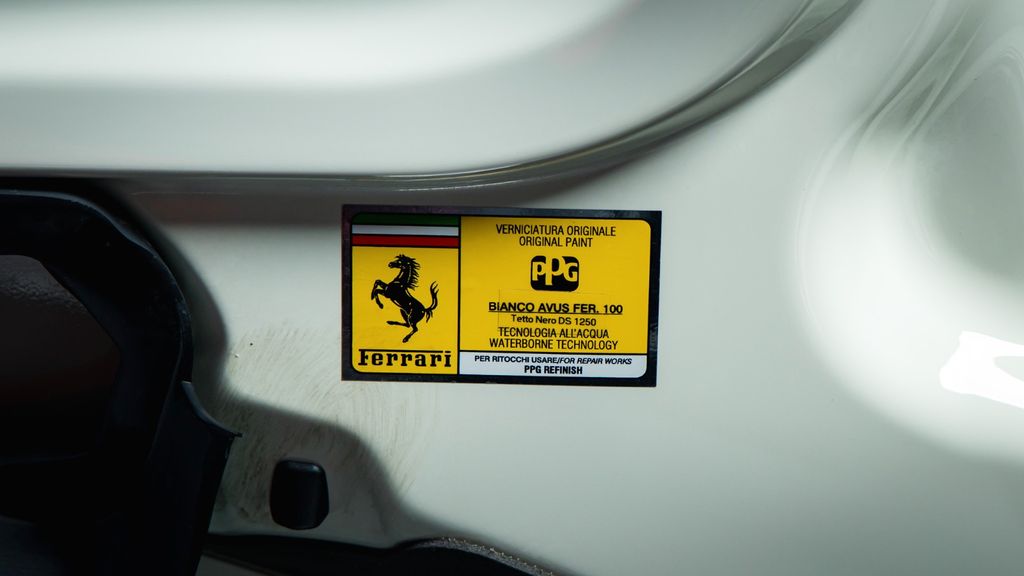 VERNICIATURA ORIGINALE
ORIGINAL PAINT
PPG
BIANCO AVUS FER. 100
Tetto Nero DS 1250
TECNOLOGIA ALL'ACQUA
WATERBORNE TECHNOLOGY
Ferrari
PER RITOCCHI USARE/FOR REPAIR WORKS
PPG REFINISH